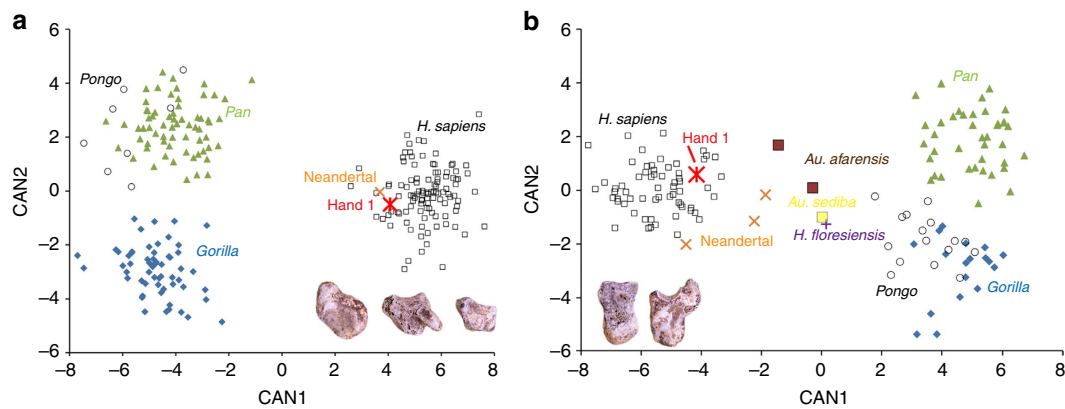 a
6
4
2
0
−2
−4
−6
CAN2
Pongo
Pan
H. sapiens
Neandertal
Hand 1
Gorilla
−8 −6 −4 −2 0 2 4 6 8
CAN1
b
6
4
2
0
−2
−4
−6
CAN2
Pan
H. sapiens
Hand 1
Au. afarensis
Au. sediba
H. floresiensis
Neandertal
Pongo
Gorilla
−8 −6 −4 −2 0 2 4 6 8
CAN1